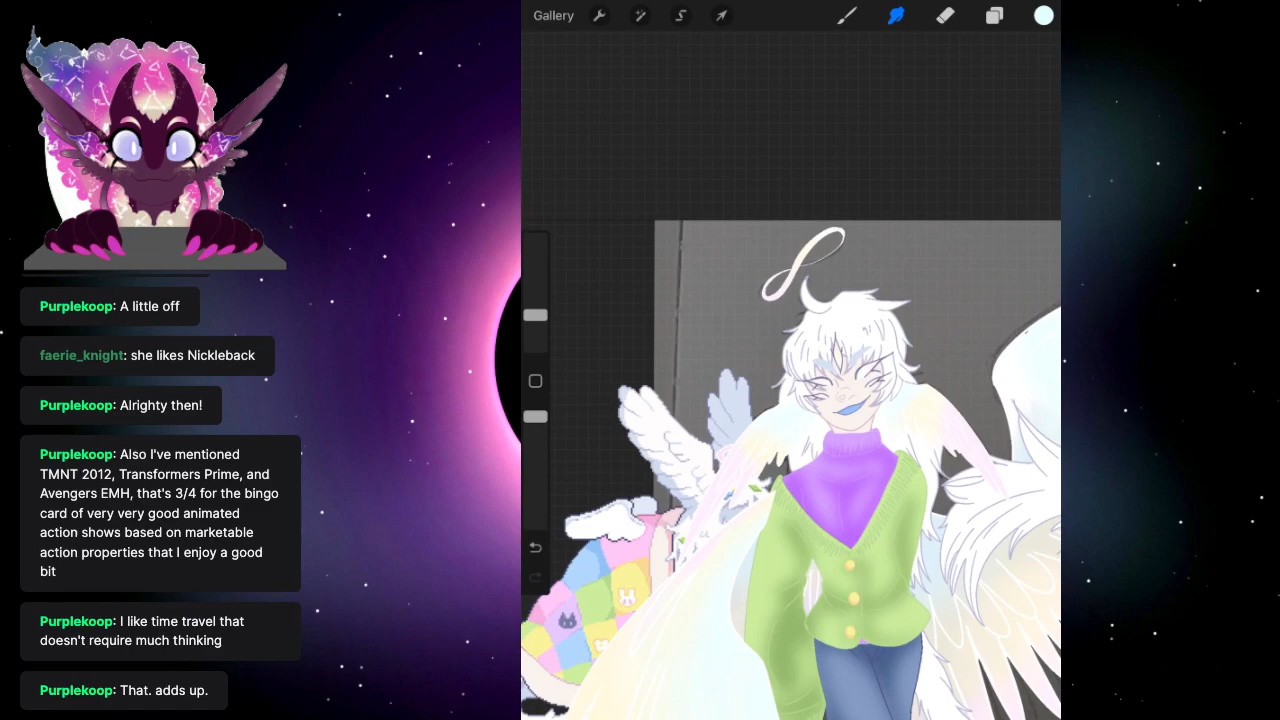 Gallery
Purplekoop: A little off
faerie_knight: she likes Nickleback
Purplekoop: Alrighty then!
Purplekoop: Also I've mentioned
TMNT 2012, Transformers Prime, and
Avengers EMH, that's 3/4 for the bingo
card of very very good animated
action shows based on marketable
action properties that I enjoy a good
bit
Purplekoop: I like time travel that
doesn't require much thinking
Purplekoop: That. adds up.